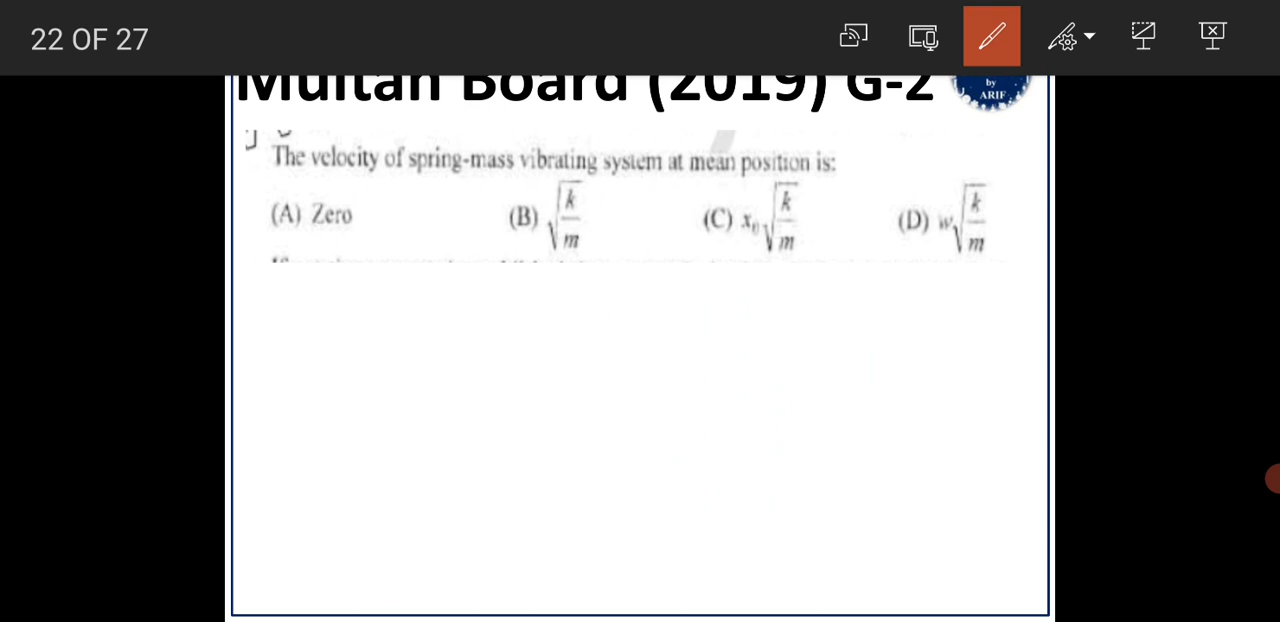 22 OF 27
Multan Board (2019) G-2
by
ARIF
The velocity of spring-mass vibrating system at mean position is:
(A) Zero (B) √(k/m) (C) x₀√(k/m) (D) w√(k/m)